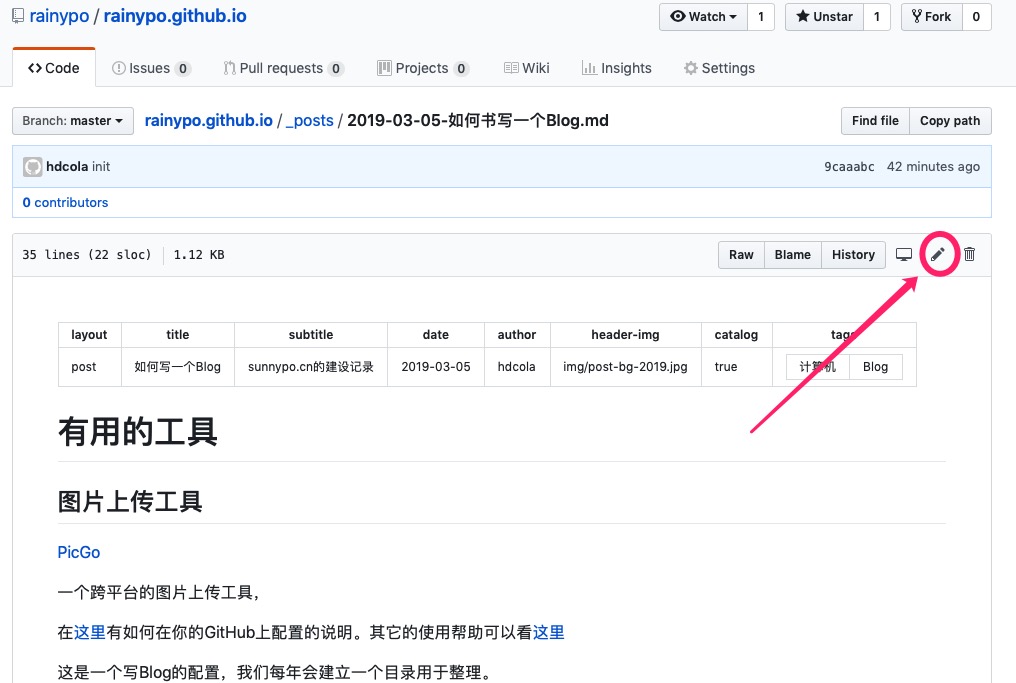 rainypo / rainypo.github.io Watch 1 Unstar 1 Fork 0
Code Issues 0 Pull requests 0 Projects 0 Wiki Insights Settings
Branch: master rainypo.github.io / _posts / 2019-03-05-如何书写一个Blog.md Find file Copy path
hdcola init 9caaabc 42 minutes ago
0 contributors
35 lines (22 sloc) 1.12 KB Raw Blame History
layout title subtitle date author header-img catalog tags
post 如何写一个Blog sunnypo.cn的建设记录 2019-03-05 hdcola img/post-bg-2019.jpg true 计算机 Blog
有用的工具
图片上传工具
PicGo
一个跨平台的图片上传工具，
在这里有如何在你的GitHub上配置的说明。其它的使用帮助可以看这里
这是一个写Blog的配置，我们每年会建立一个目录用于整理。